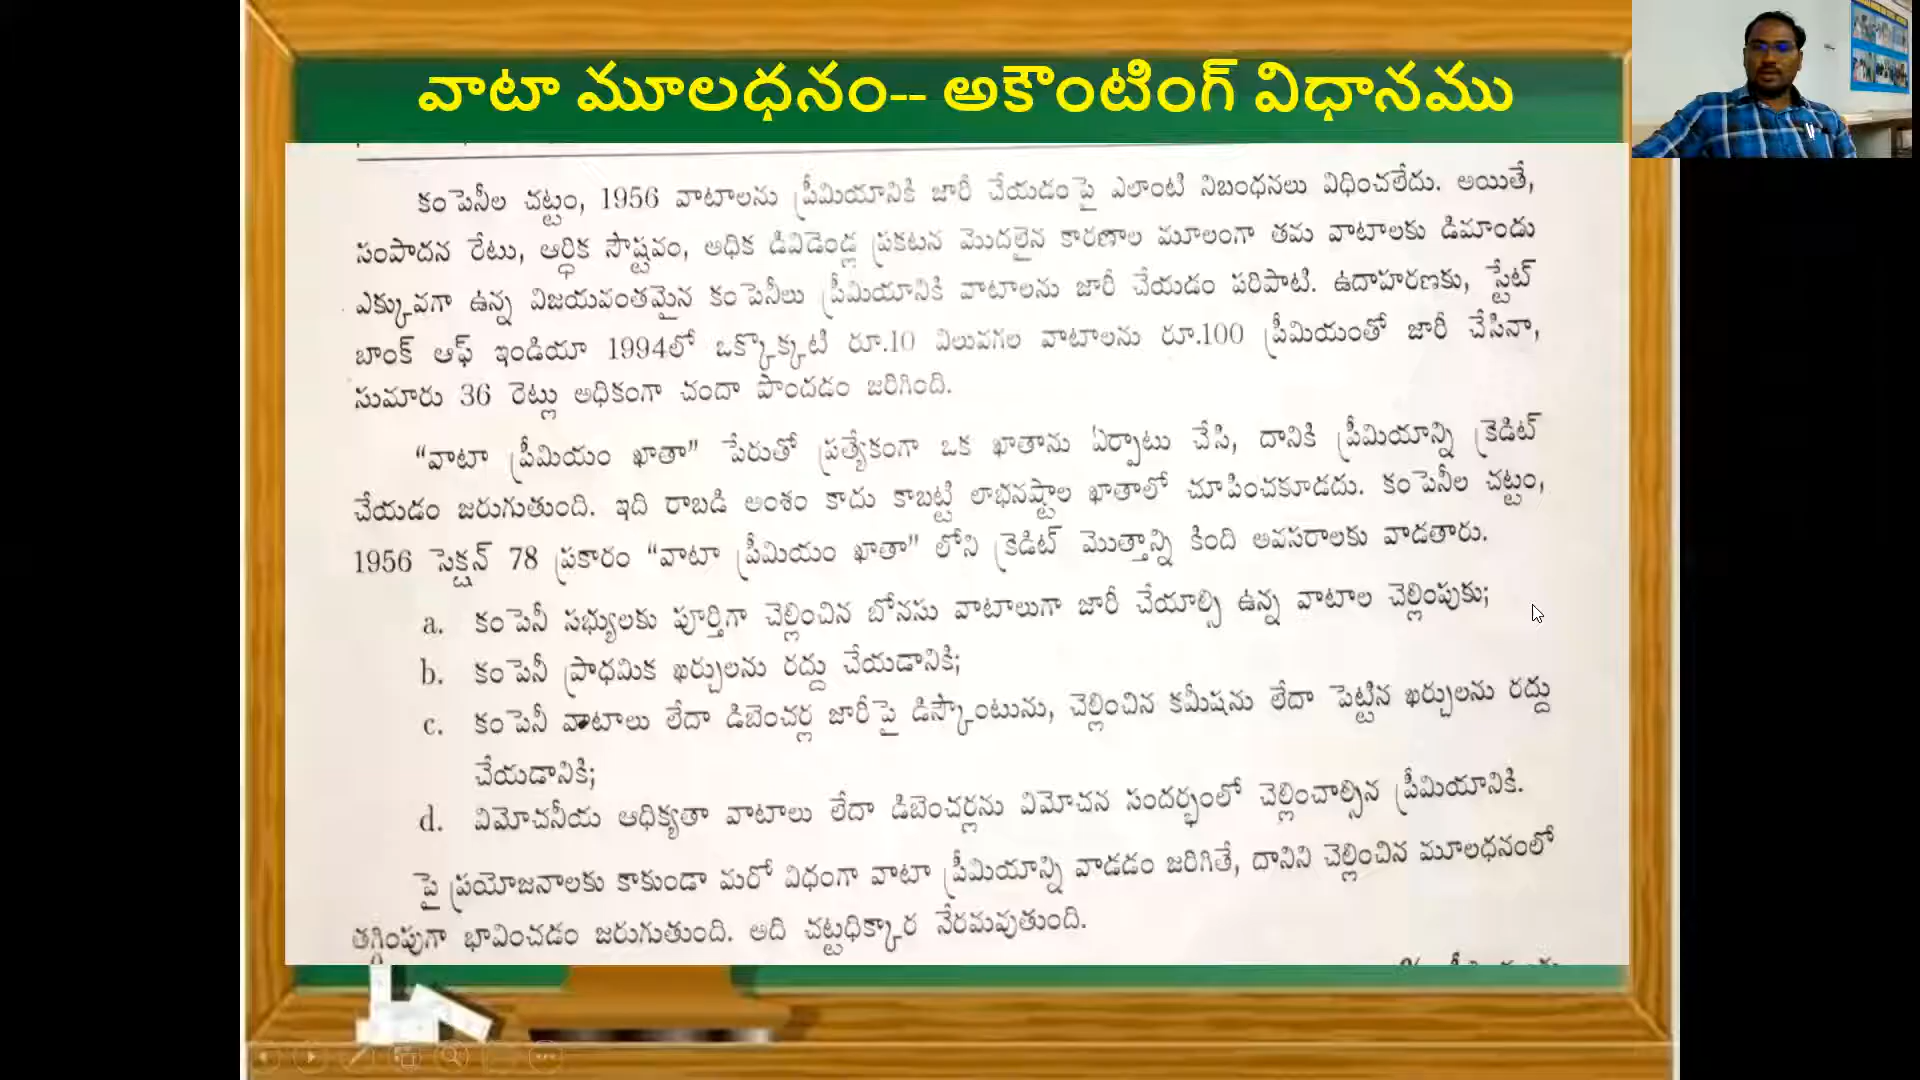 వాటా మూలధనం-- అకౌంటింగ్ విధానము
కంపెనీల చట్టం, 1956 వాటాలను ప్రీమియానికి జారీ చేయడంపై ఎలాంటి నిబంధనలు విధించలేదు. అయితే,
సంపాదన రేటు, ఆర్థిక సౌష్టవం, అధిక డివిడెండ్ల ప్రకటన మొదలైన కారణాల మూలంగా తమ వాటాలకు డిమాండు
ఎక్కువగా ఉన్న విజయవంతమైన కంపెనీలు ప్రీమియానికి వాటాలను జారీ చేయడం పరిపాటి. ఉదాహరణకు, స్టేట్
బాంక్ ఆఫ్ ఇండియా 1994లో ఒక్కొక్కటి రూ.10 విలువగల వాటాలను రూ.100 ప్రీమియంతో జారీ చేసినా,
సుమారు 36 రెట్లు అధికంగా చందా పొందడం జరిగింది.
“వాటా ప్రీమియం ఖాతా” పేరుతో ప్రత్యేకంగా ఒక ఖాతాను ఏర్పాటు చేసి, దానికి ప్రీమియాన్ని క్రెడిట్
చేయడం జరుగుతుంది. ఇది రాబడి అంశం కాదు కాబట్టి లాభనష్టాల ఖాతాలో చూపించకూడదు. కంపెనీల చట్టం,
1956 సెక్షన్ 78 ప్రకారం “వాటా ప్రీమియం ఖాతా” లోని క్రెడిట్ మొత్తాన్ని కింది అవసరాలకు వాడతారు.
a. కంపెనీ సభ్యులకు పూర్తిగా చెల్లించిన బోనసు వాటాలుగా జారీ చేయాల్సి ఉన్న వాటాల చెల్లింపుకు;
b. కంపెనీ ప్రాథమిక ఖర్చులను రద్దు చేయడానికి;
c. కంపెనీ వాటాలు లేదా డిబెంచర్ల జారీపై డిస్కౌంటును, చెల్లించిన కమీషను లేదా పెట్టిన ఖర్చులను రద్దు
చేయడానికి;
d. విమోచనీయ ఆధిక్యతా వాటాలు లేదా డిబెంచర్లను విమోచన సందర్భంలో చెల్లించాల్సిన ప్రీమియానికి.
పై ప్రయోజనాలకు కాకుండా మరో విధంగా వాటా ప్రీమియాన్ని వాడడం జరిగితే, దానిని చెల్లించిన మూలధనంలో
తగ్గింపుగా భావించడం జరుగుతుంది. అది చట్టధిక్కార నేరమవుతుంది.